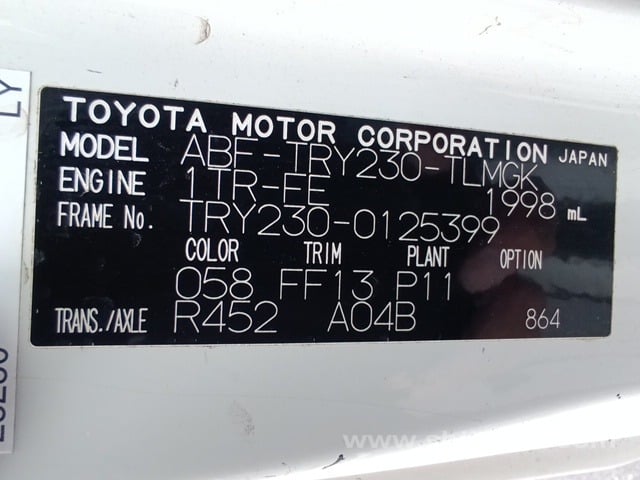 LY
TOYOTA MOTOR CORPORATION JAPAN
MODEL ABF-TRY230-TLMGK
ENGINE 1TR-FE 1998 mL
FRAME No. TRY230-0125399
COLOR TRIM PLANT OPTION
058 FF13 P11
TRANS./AXLE R452 A04B 864